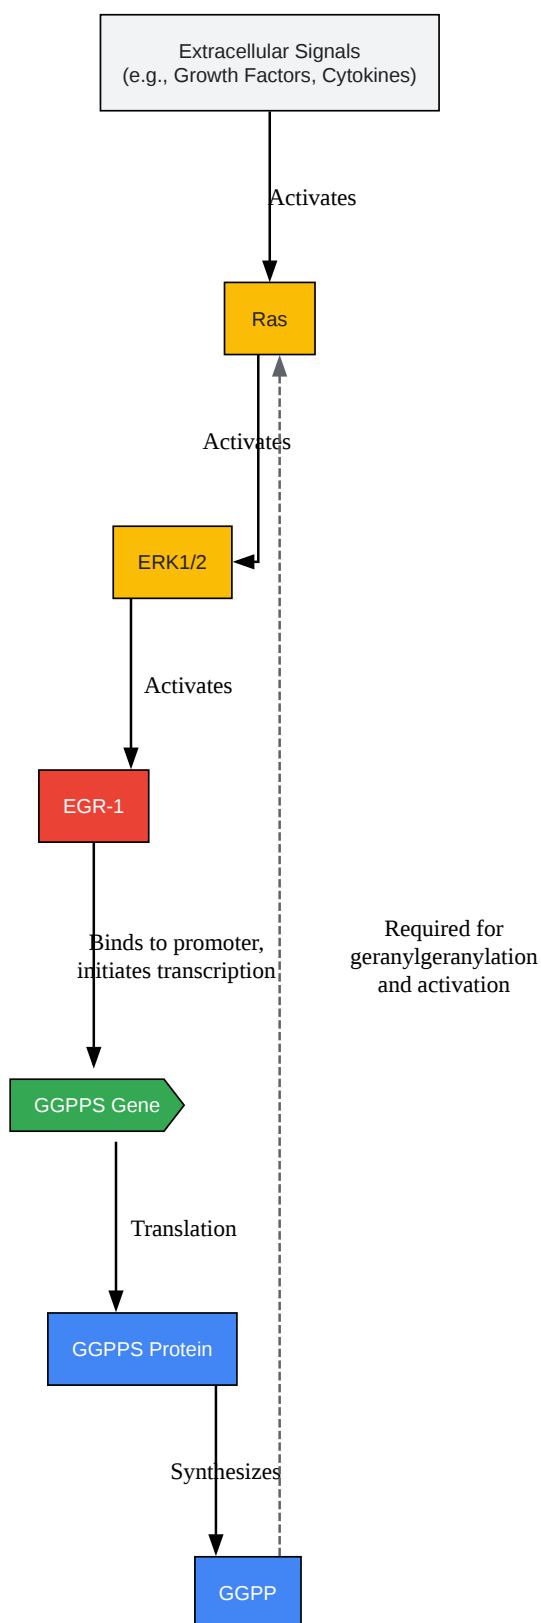 Extracellular Signals
(e.g., Growth Factors, Cytokines)
Activates
Ras
Activates
ERK1/2
Activates
EGR-1
Binds to promoter,
initiates transcription
Required for
geranylgeranylation
and activation
GGPPS Gene
Translation
GGPPS Protein
Synthesizes
GGPP